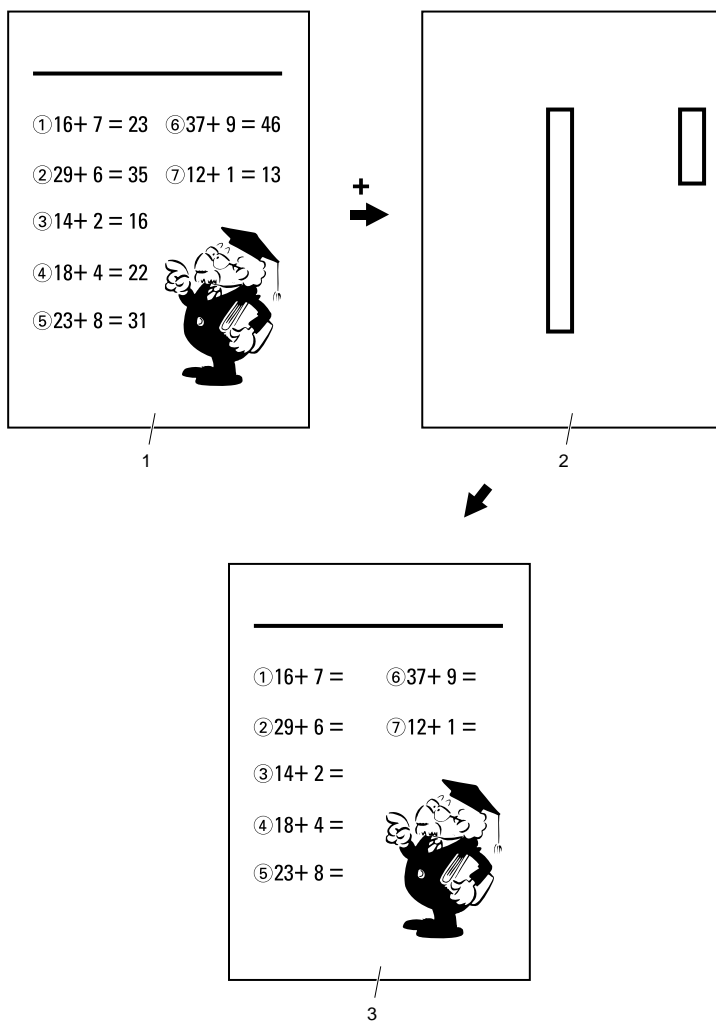 ①16+ 7 = 23 ⑥37+ 9 = 46
②29+ 6 = 35 ⑦12+ 1 = 13
③14+ 2 = 16
④18+ 4 = 22
⑤23+ 8 = 31
1
+
2
①16+ 7 = ⑥37+ 9 =
②29+ 6 = ⑦12+ 1 =
③14+ 2 =
④18+ 4 =
⑤23+ 8 =
3